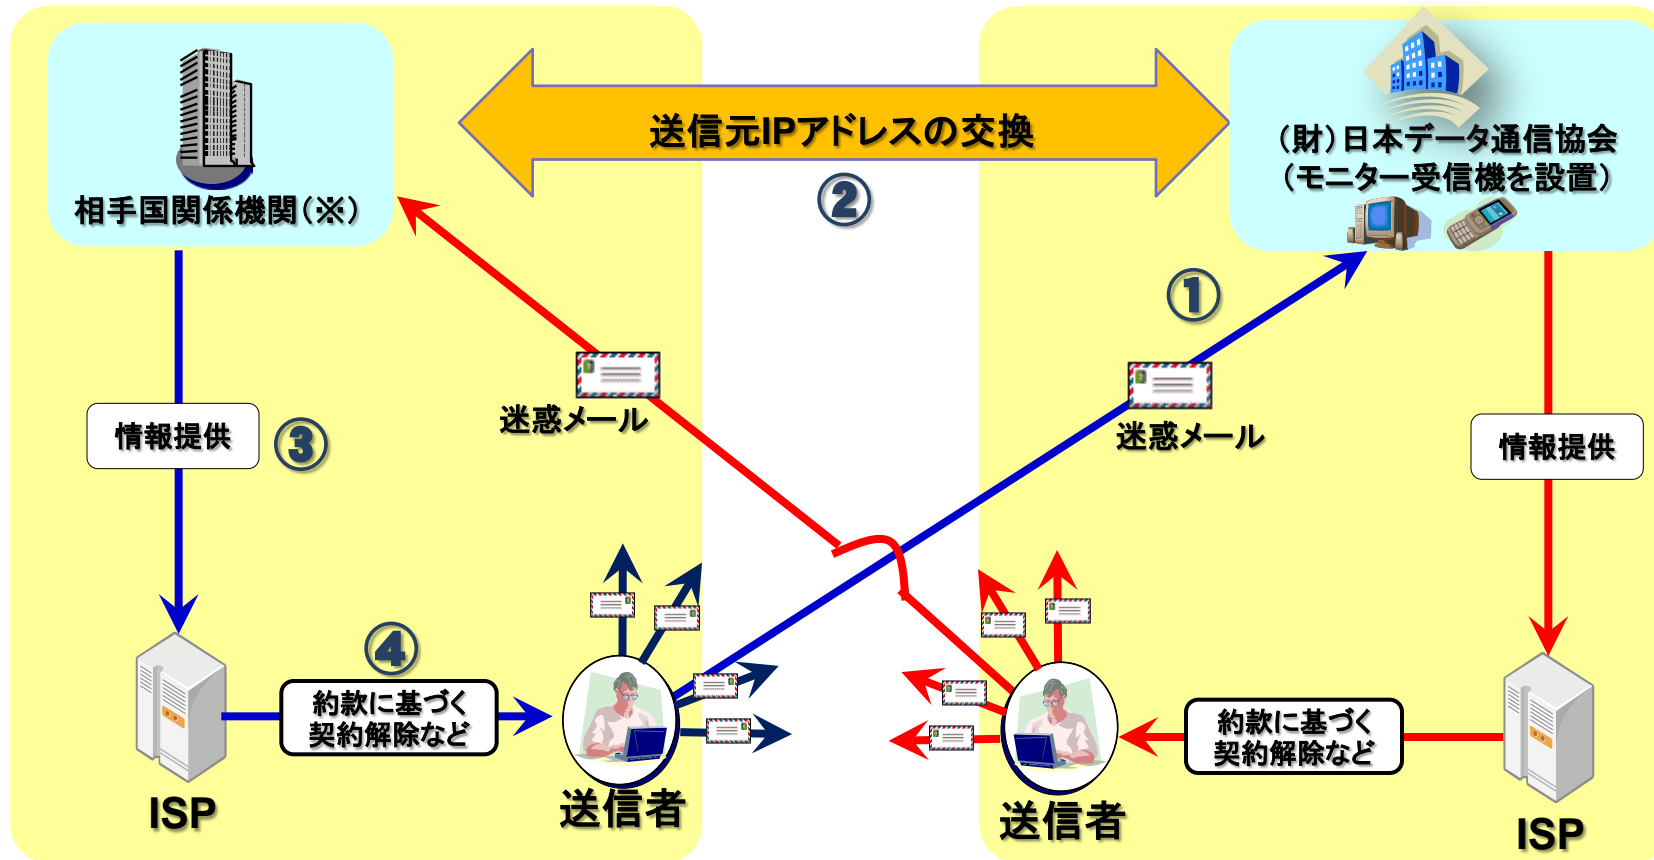 送信元IPアドレスの交換
②
相手国関係機関(※)
(財)日本データ通信協会
(モニター受信機を設置)
①
迷惑メール
迷惑メール
情報提供
③
情報提供
④
約款に基づく
契約解除など
約款に基づく
契約解除など
ISP
送信者
送信者
ISP